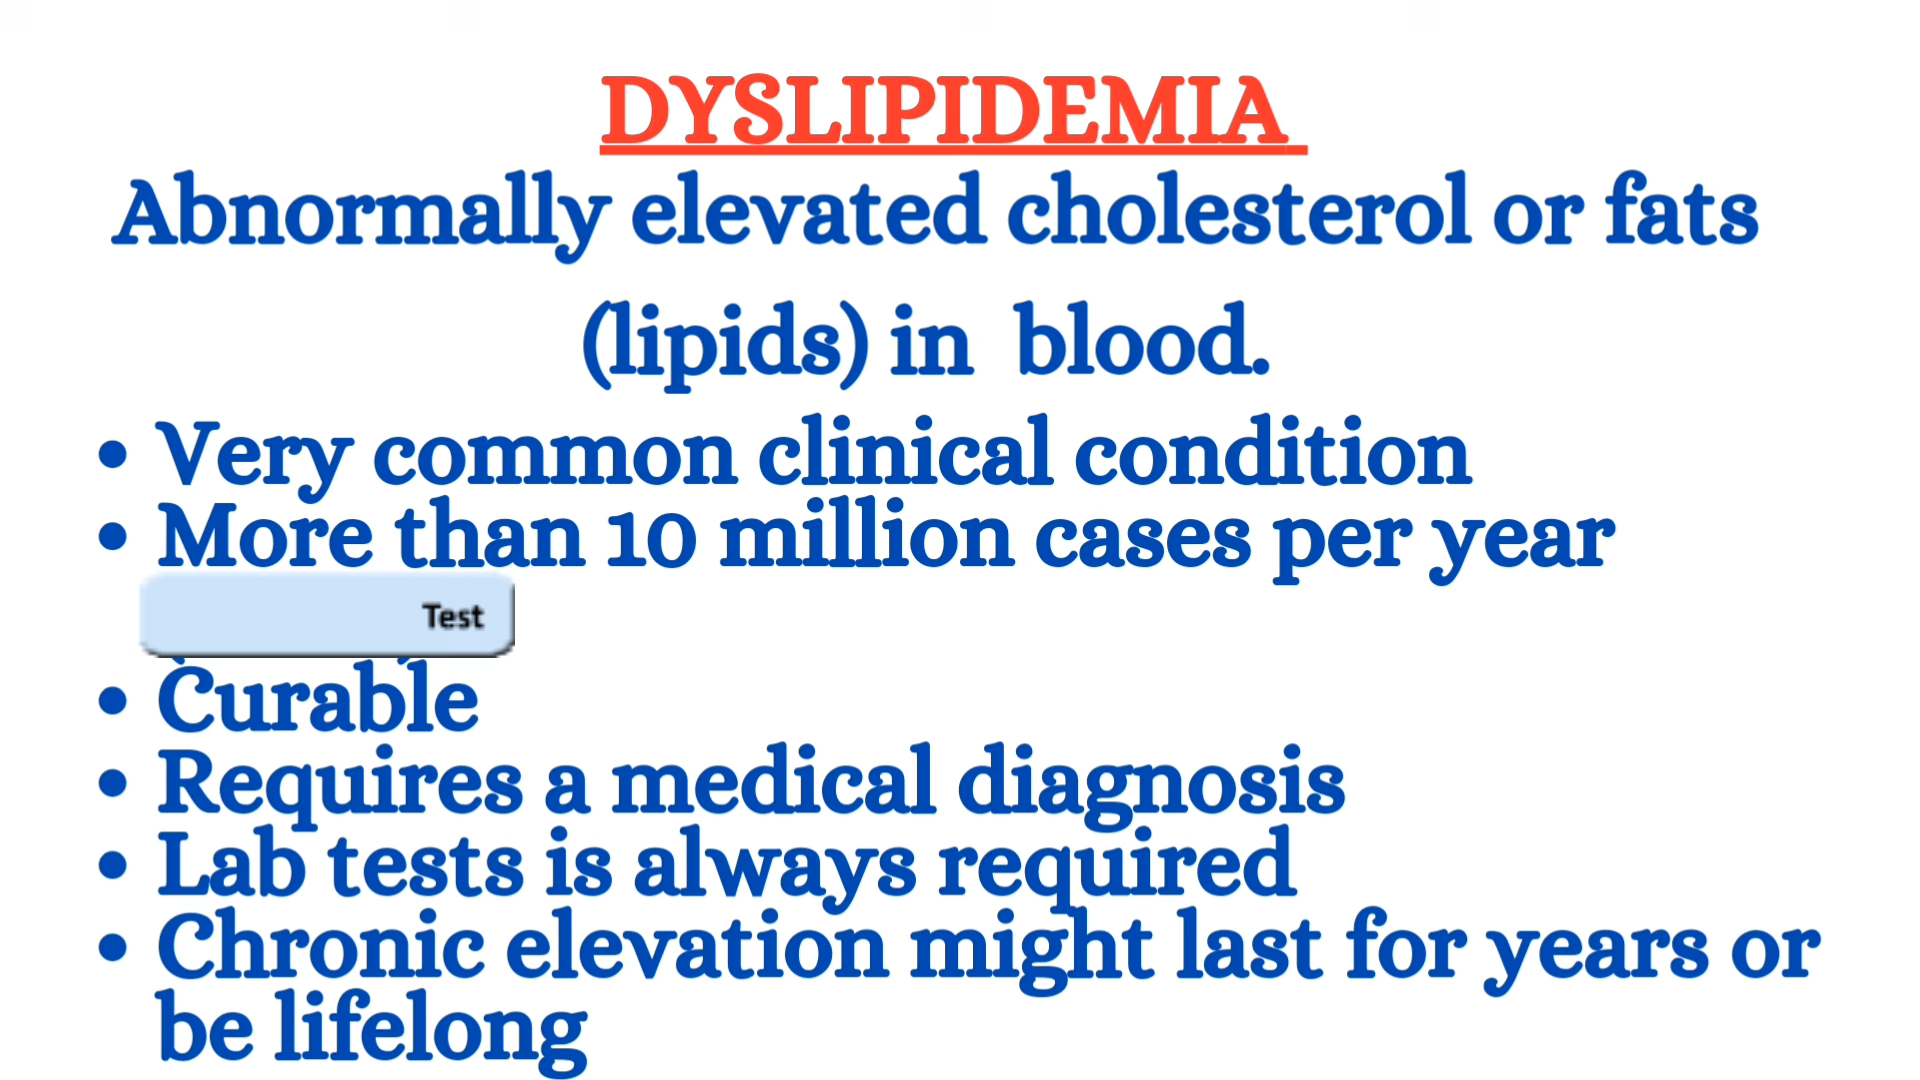 DYSLIPIDEMIA
Abnormally elevated cholesterol or fats
(lipids) in blood.
• Very common clinical condition
• More than 10 million cases per year
Test
• Curable
• Requires a medical diagnosis
• Lab tests is always required
• Chronic elevation might last for years or
be lifelong